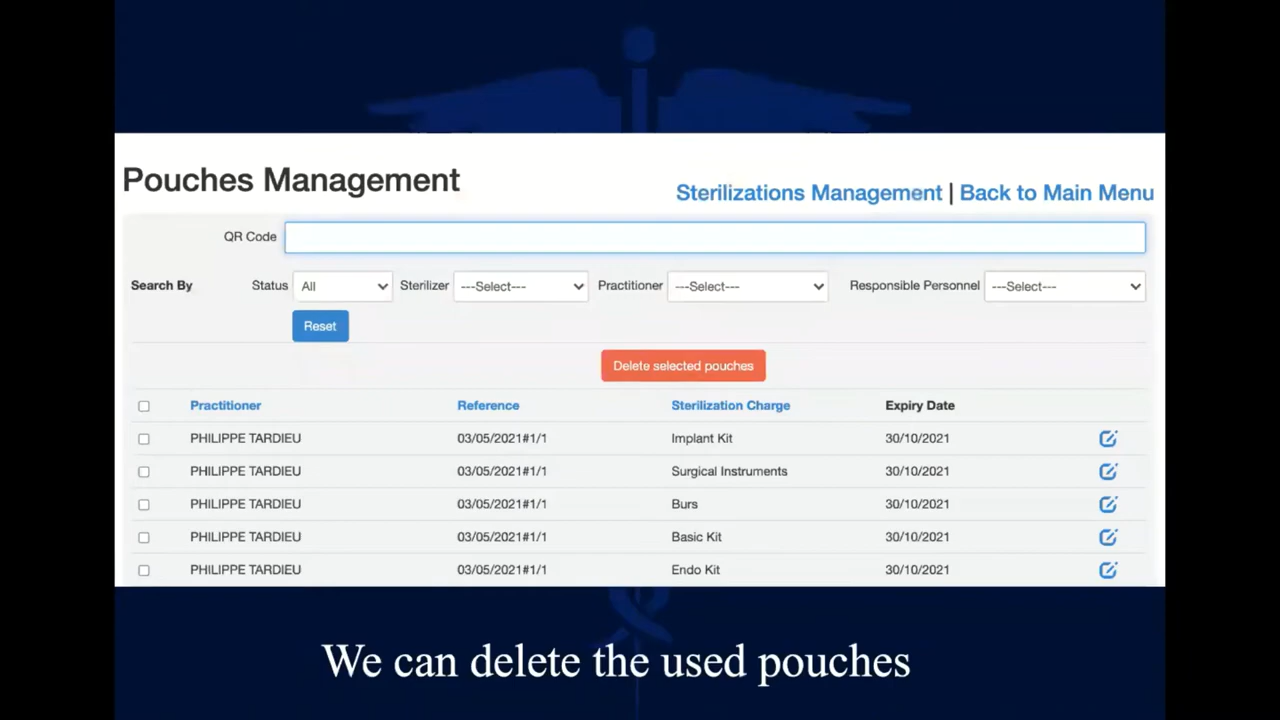 Pouches Management
Sterilizations Management | Back to Main Menu
QR Code
Search By Status All Sterilizer ---Select--- Practitioner ---Select--- Responsible Personnel ---Select---
Reset
Delete selected pouches
Practitioner Reference Sterilization Charge Expiry Date
PHILIPPE TARDIEU 03/05/2021#1/1 Implant Kit 30/10/2021
PHILIPPE TARDIEU 03/05/2021#1/1 Surgical Instruments 30/10/2021
PHILIPPE TARDIEU 03/05/2021#1/1 Burs 30/10/2021
PHILIPPE TARDIEU 03/05/2021#1/1 Basic Kit 30/10/2021
PHILIPPE TARDIEU 03/05/2021#1/1 Endo Kit 30/10/2021
We can delete the used pouches